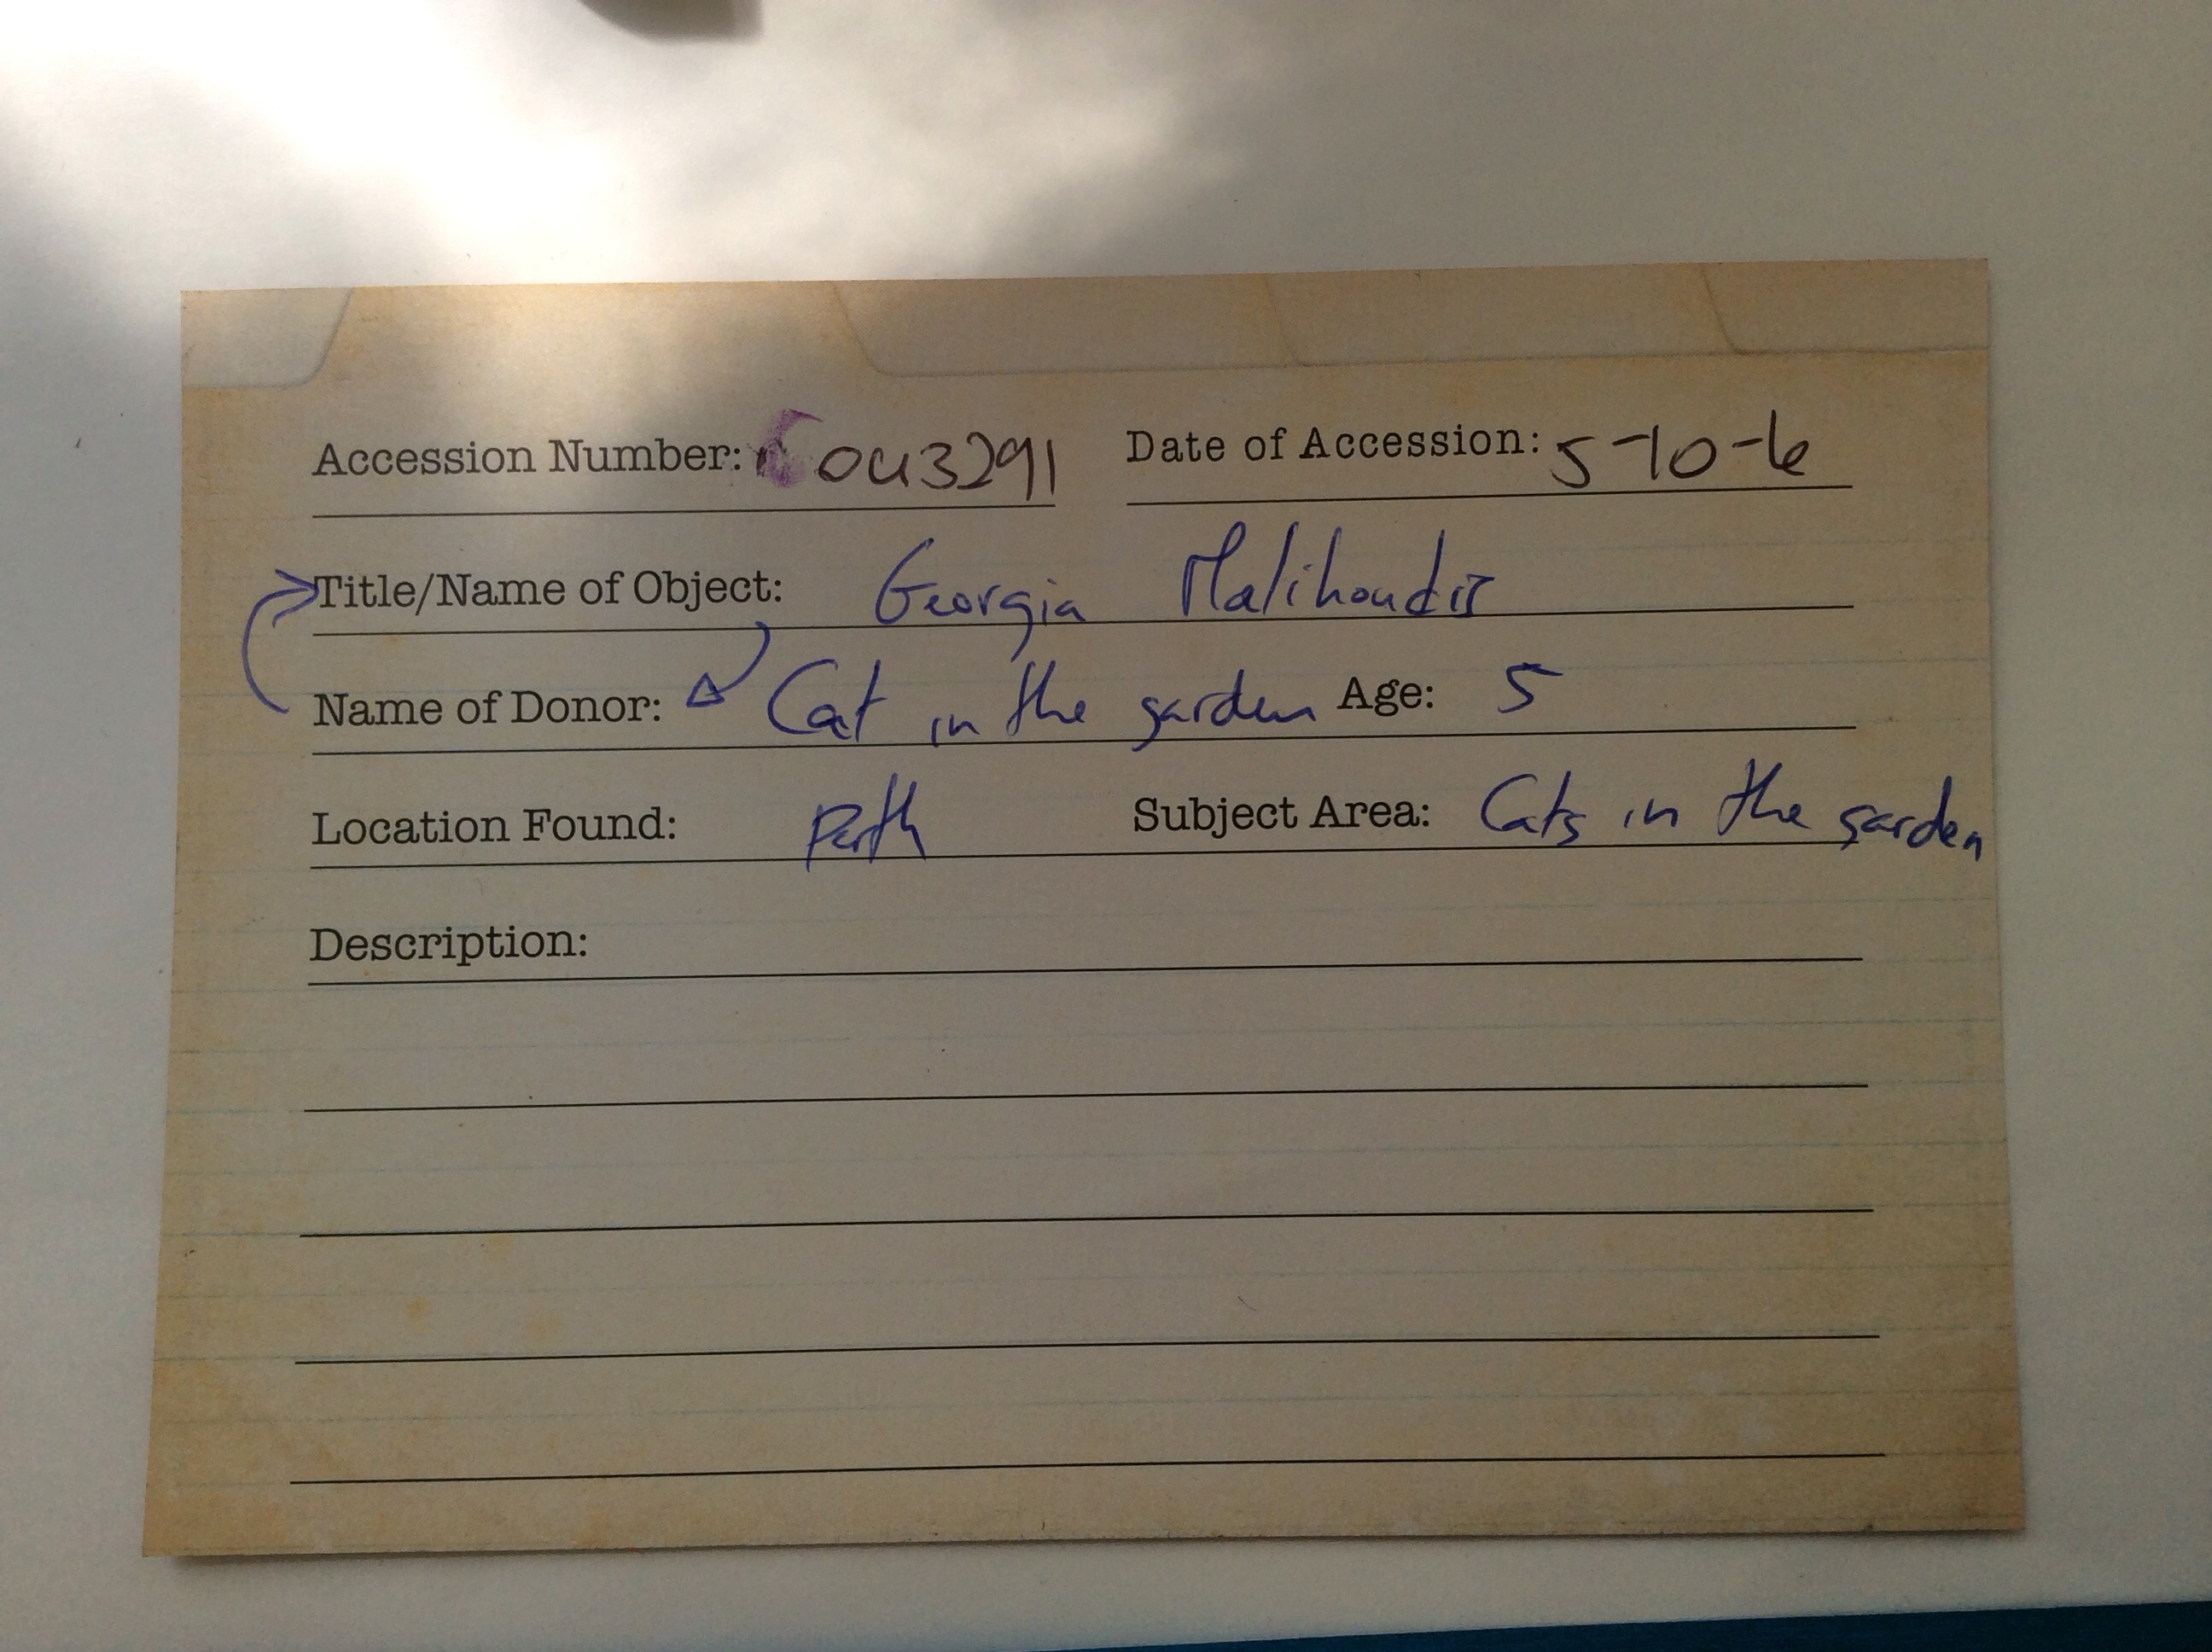 Accession Number: 043291 Date of Accession: 5-10-6
Title/Name of Object: Georgia Malihoudis
Name of Donor: Cat in the garden Age: 5
Location Found: Perth Subject Area: Cats in the garden
Description: